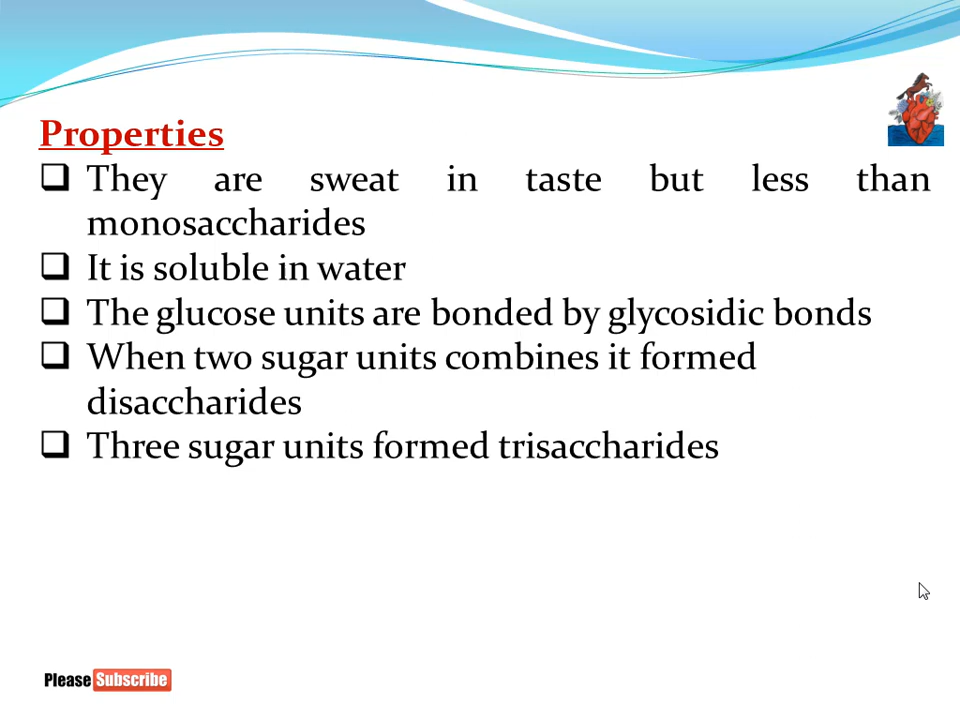 Properties
They are sweat in taste but less than
monosaccharides
It is soluble in water
The glucose units are bonded by glycosidic bonds
When two sugar units combines it formed
disaccharides
Three sugar units formed trisaccharides
Please Subscribe